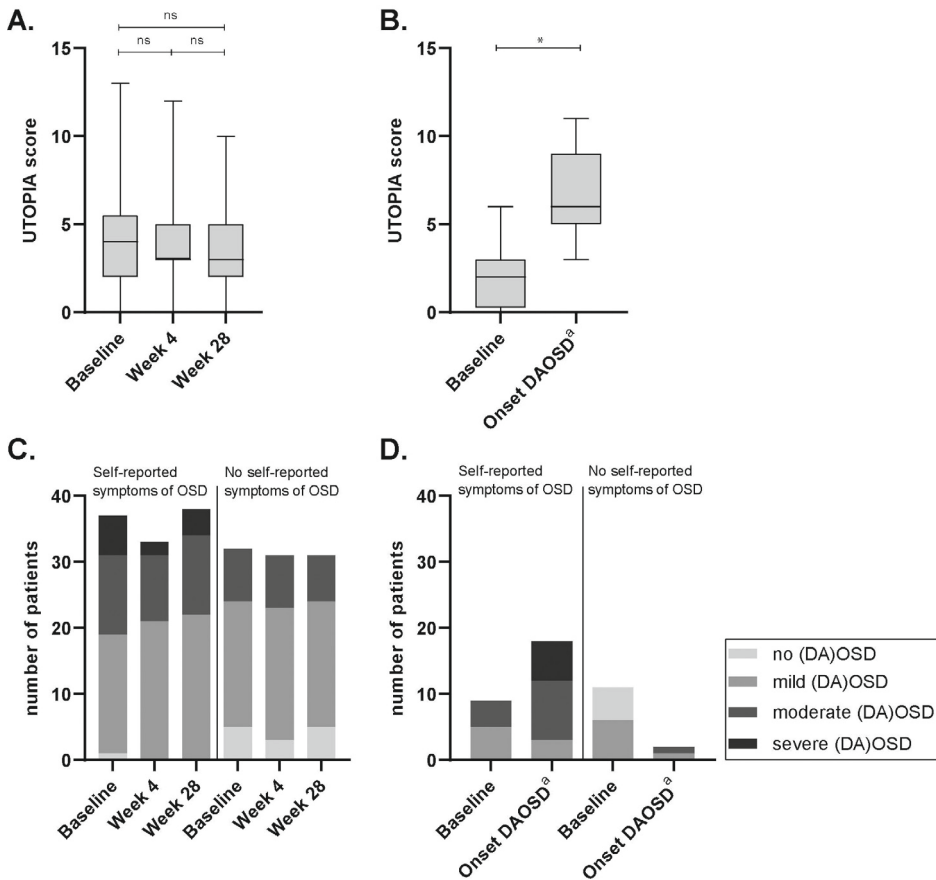 A.
ns
ns ns
UTOPIA score
15
10
5
0
Baseline
Week 4
Week 28
B.
*
UTOPIA score
15
10
5
0
Baseline
Onset DAOSDᵃ
C.
Self-reported
symptoms of OSD
No self-reported
symptoms of OSD
number of patients
40
30
20
10
0
Baseline
Week 4
Week 28
Baseline
Week 4
Week 28
D.
Self-reported
symptoms of OSD
No self-reported
symptoms of OSD
number of patients
40
30
20
10
0
Baseline
Onset DAOSDᵃ
Baseline
Onset DAOSDᵃ
no (DA)OSD
mild (DA)OSD
moderate (DA)OSD
severe (DA)OSD